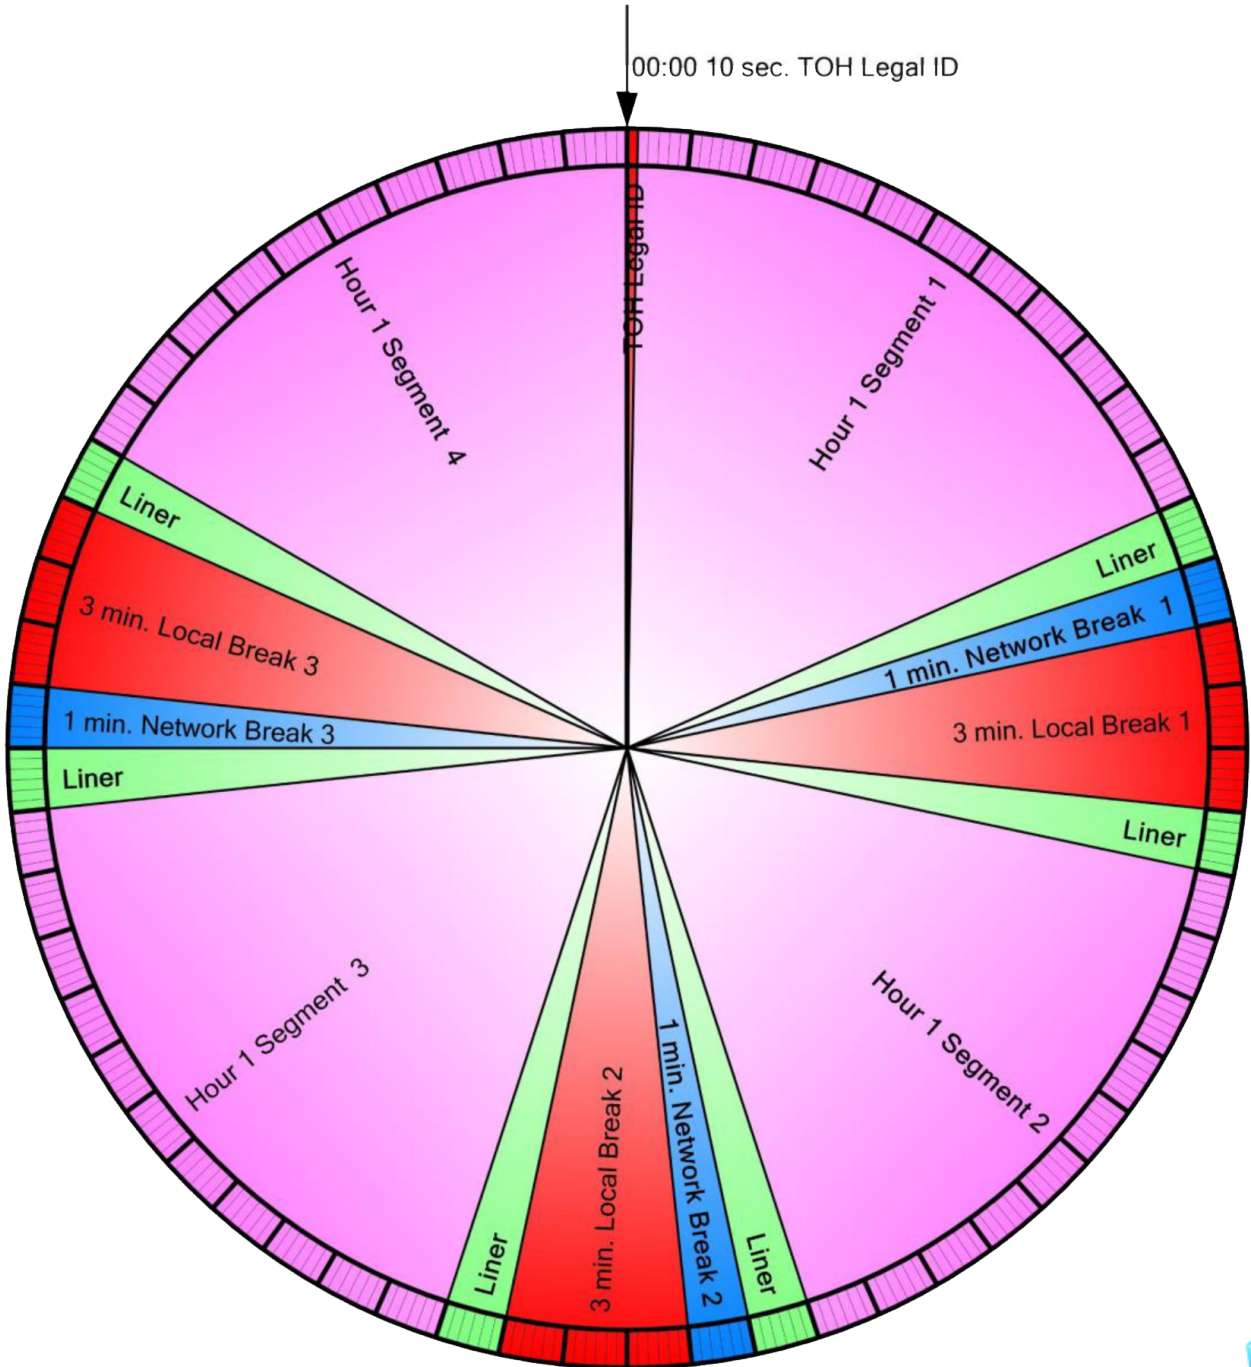 00:00 10 sec. TOH Legal ID
TOH Legal ID
Hour 1 Segment 1
Liner
1 min. Network Break 1
3 min. Local Break 1
Liner
Hour 1 Segment 2
Liner
1 min. Network Break 2
3 min. Local Break 2
Liner
Hour 1 Segment 3
Liner
1 min. Network Break 3
3 min. Local Break 3
Liner
Hour 1 Segment 4